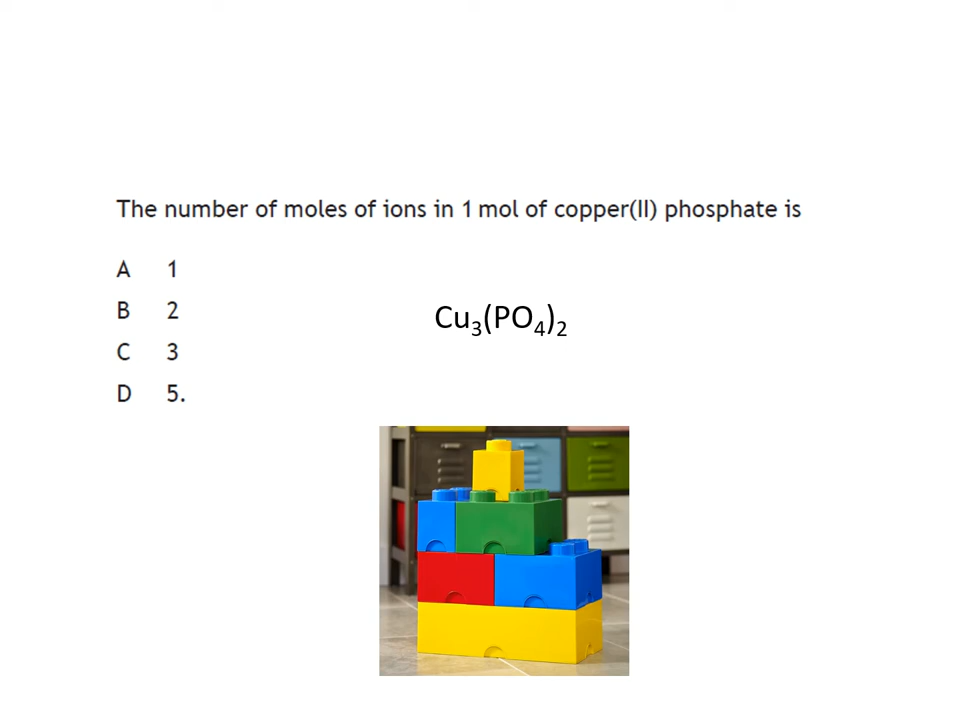 The number of moles of ions in 1 mol of copper(II) phosphate is
A 1
B 2
Cu₃(PO₄)₂
C 3
D 5.